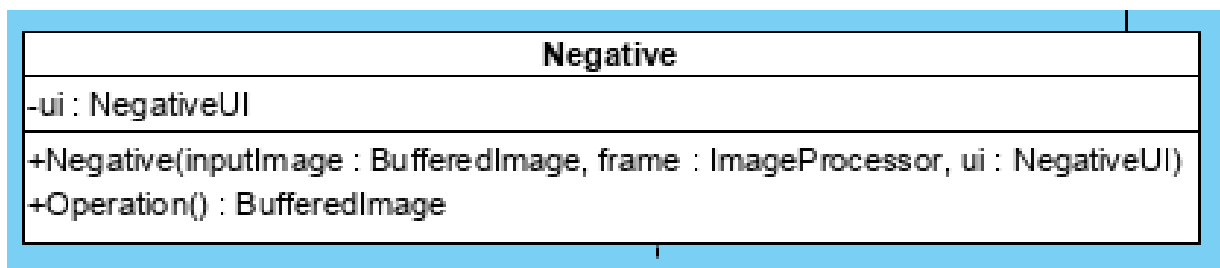 Negative
-ui : NegativeUI
+Negative(inputImage : BufferedImage, frame : ImageProcessor, ui : NegativeUI)
+Operation() : BufferedImage